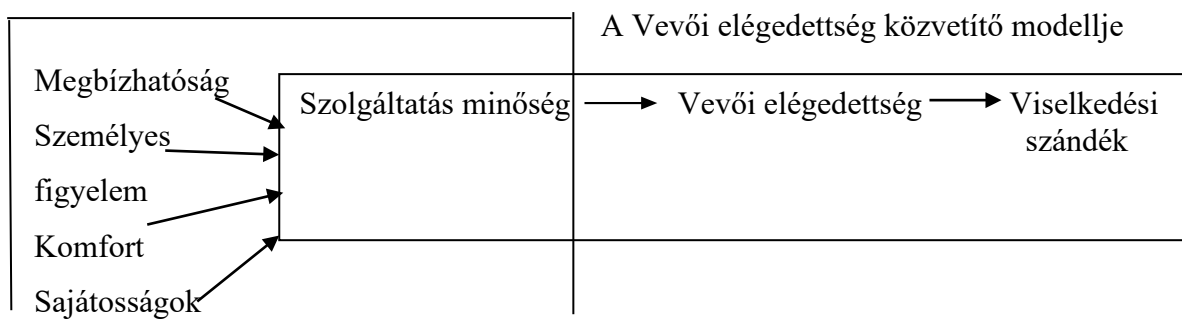 A Vevői elégedettség közvetítő modellje
Megbízhatóság
Személyes
figyelem
Komfort
Sajátosságok
Szolgáltatás minőség
Vevői elégedettség
Viselkedési
szándék